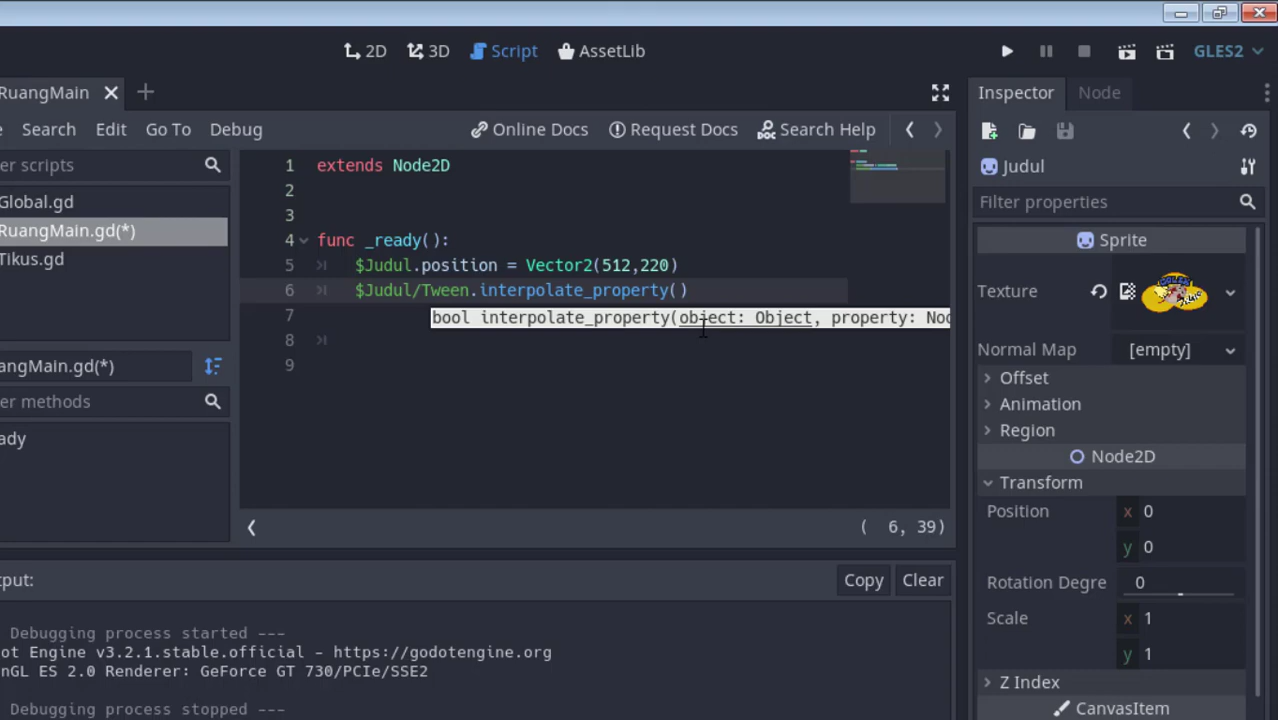 2D 3D Script AssetLib GLES2
RuangMain
Inspector Node
Search Edit Go To Debug Online Docs Request Docs Search Help
er scripts
Global.gd
RuangMain.gd(*)
Tikus.gd
angMain.gd(*)
er methods
ady
1 extends Node2D
2
3
4 func _ready():
5 $Judul.position = Vector2(512,220)
6 $Judul/Tween.interpolate_property()
7 bool interpolate_property(object: Object, property: Noo
8
9
( 6, 39)
Judul
Filter properties
Sprite
Texture
Normal Map [empty]
Offset
Animation
Region
Node2D
Transform
Position x 0
y 0
Rotation Degre 0
Scale x 1
y 1
Z Index
CanvasItem
put: Copy Clear
Debugging process started ---
ot Engine v3.2.1.stable.official - https://godotengine.org
nGL ES 2.0 Renderer: GeForce GT 730/PCIe/SSE2
Debugging process stopped ---